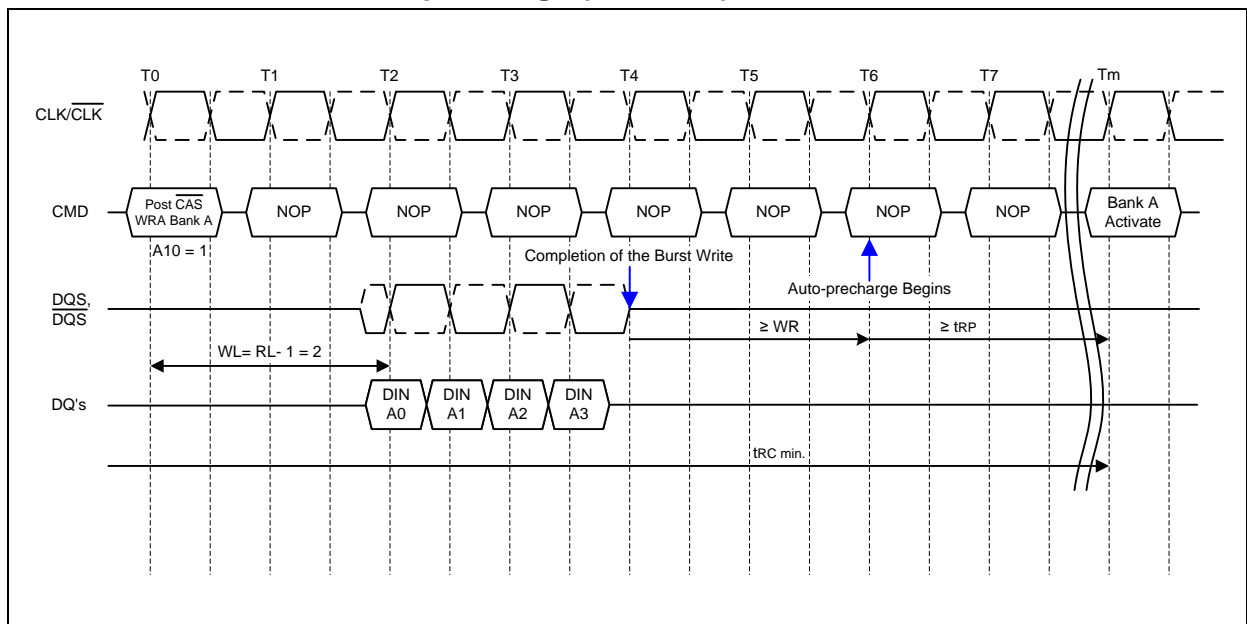 T0 T1 T2 T3 T4 T5 T6 T7 Tm
CLK/CLK
CMD
Post CAS
WRA Bank A
NOP NOP NOP NOP NOP NOP NOP
Bank A
Activate
A10 = 1
Completion of the Burst Write
Auto-precharge Begins
DQS,
DQS
≥ WR
≥ tRP
WL= RL- 1 = 2
DQ's
DIN
A0
DIN
A1
DIN
A2
DIN
A3
tRC min.